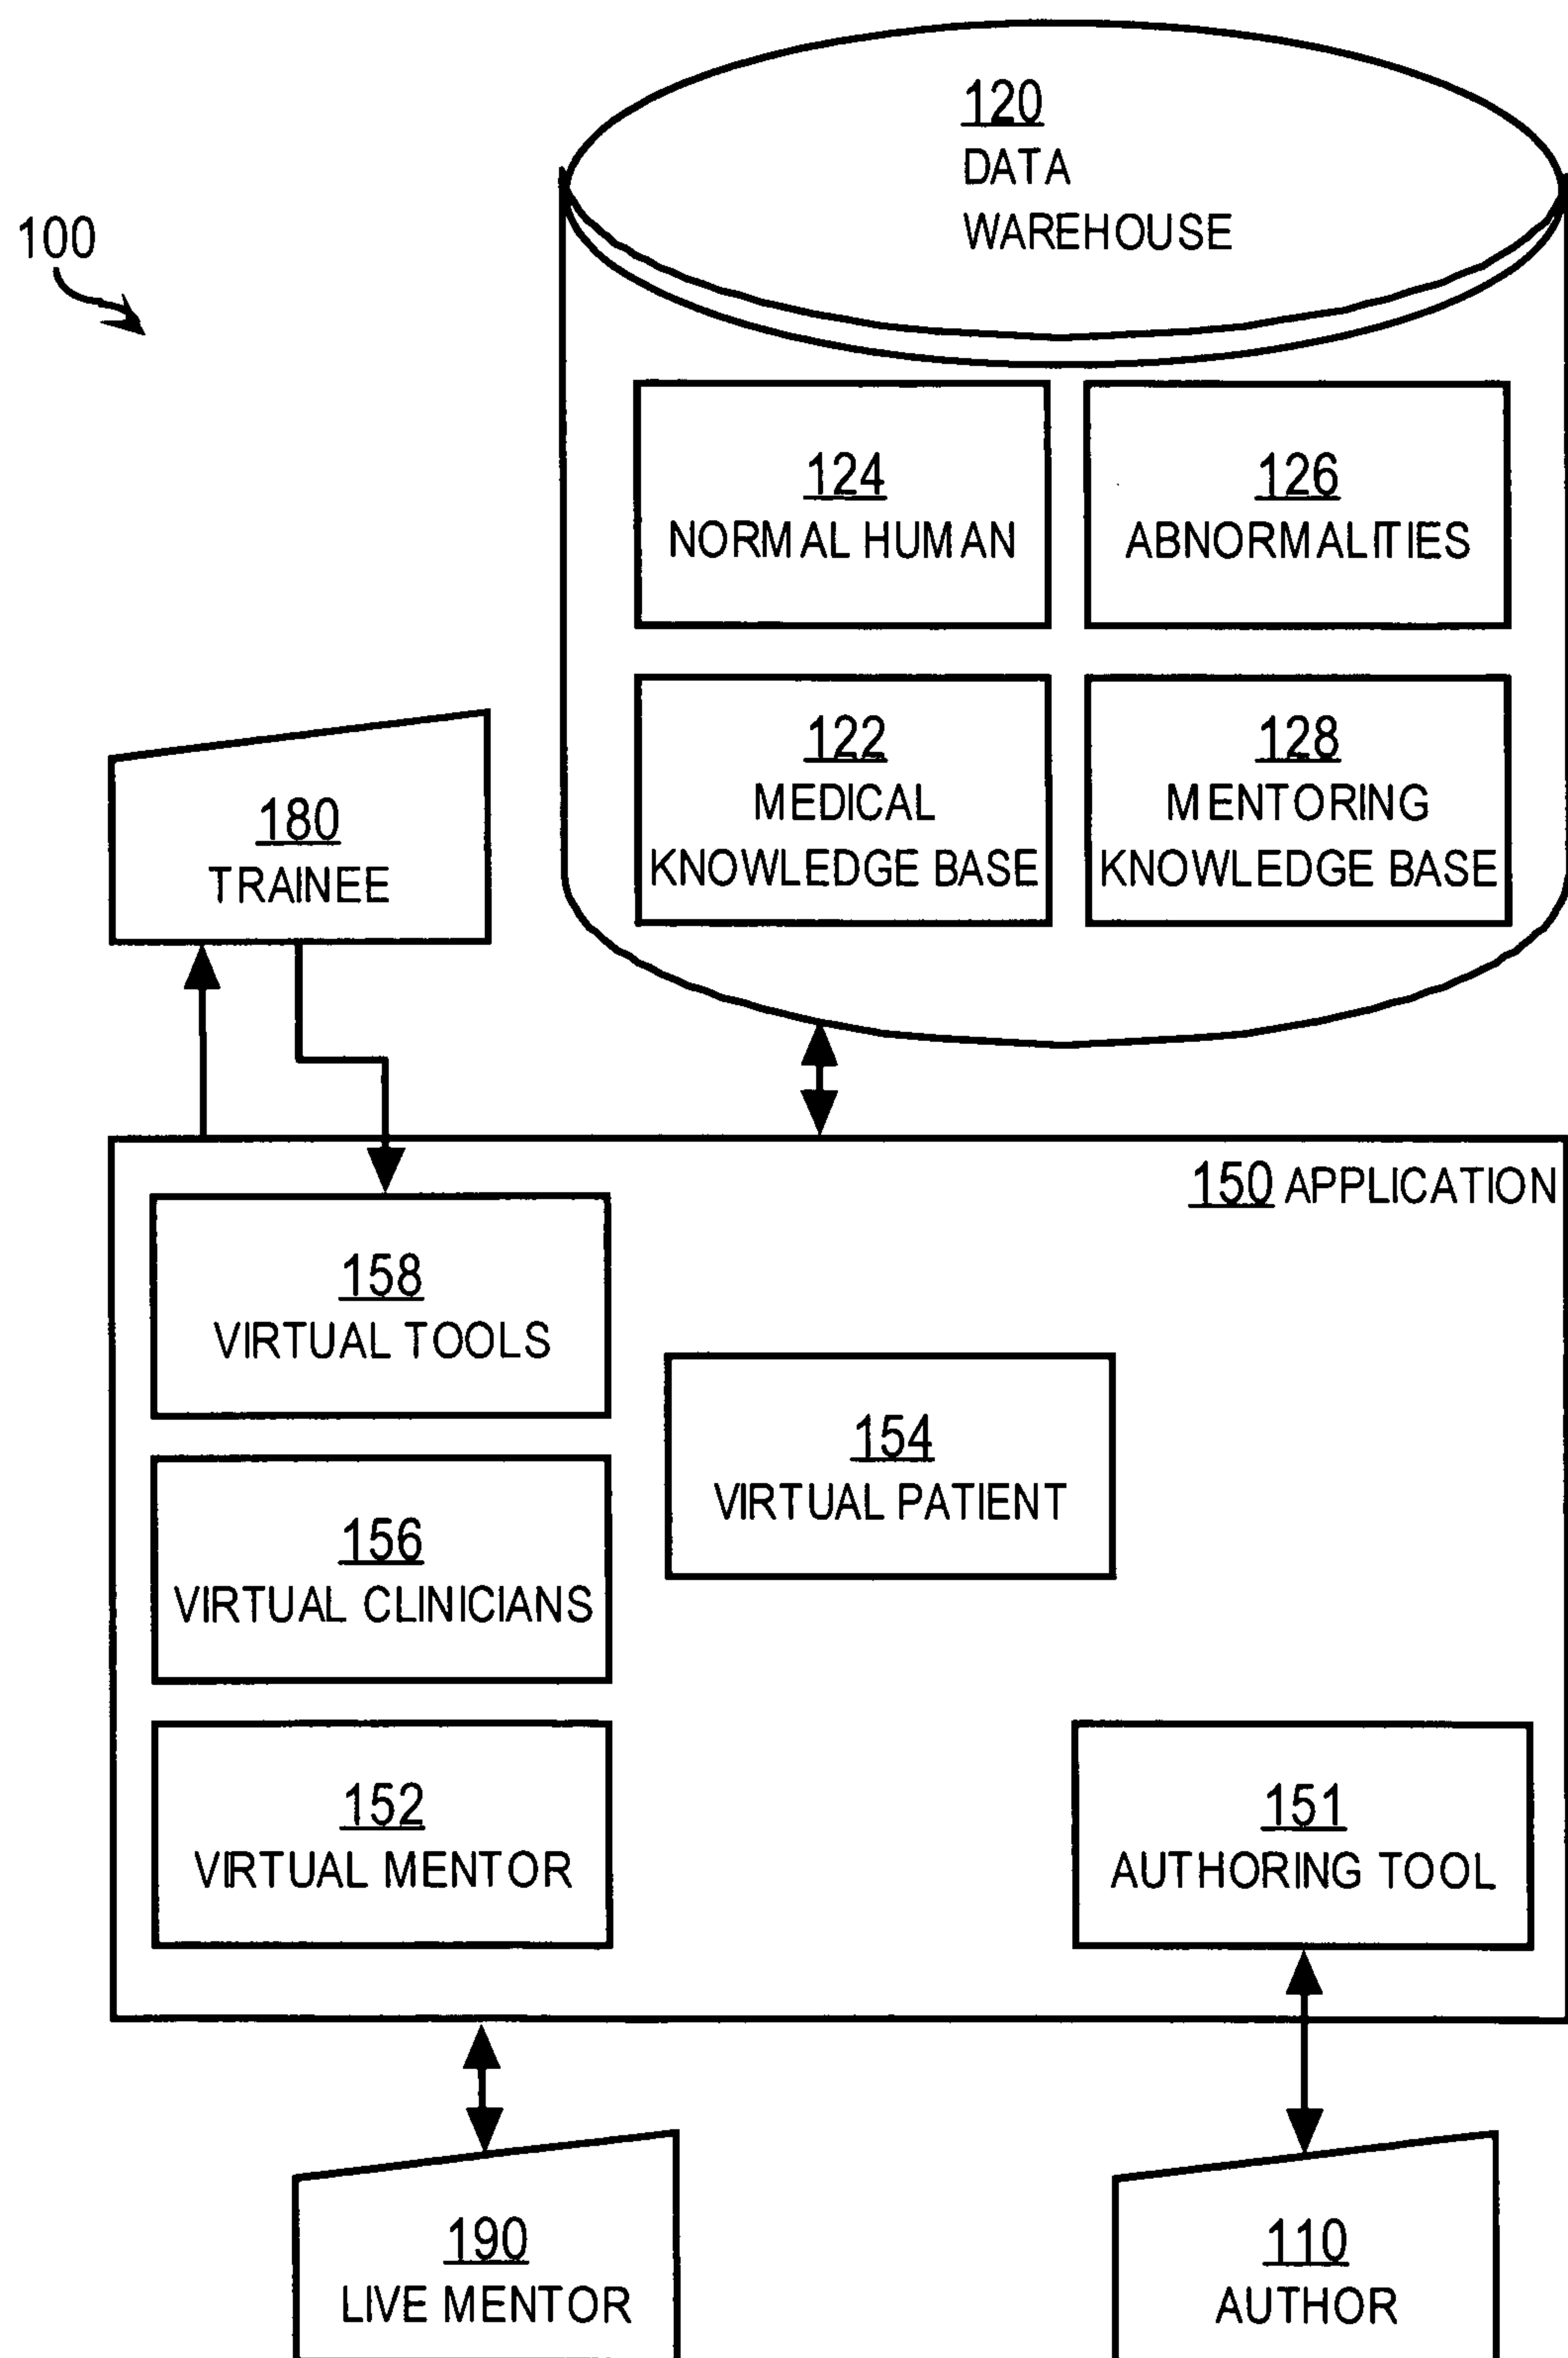 120
DATA
WAREHOUSE
100
124
NORMAL HUMAN
126
ABNORMALITIES
122
MEDICAL
KNOWLEDGE BASE
128
MENTORING
KNOWLEDGE BASE
180
TRAINEE
150 APPLICATION
158
VIRTUAL TOOLS
154
VIRTUAL PATIENT
156
VIRTUAL CLINICIANS
152
VIRTUAL MENTOR
151
AUTHORING TOOL
190
LIVE MENTOR
110
AUTHOR